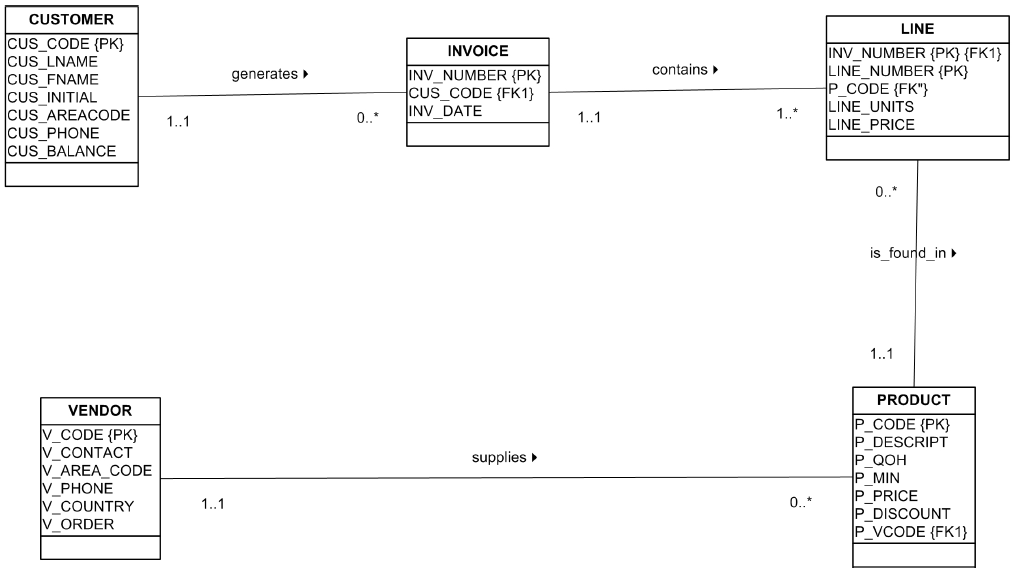 CUSTOMER
CUS_CODE {PK}
CUS_LNAME
CUS_FNAME
CUS_INITIAL
CUS_AREACODE
CUS_PHONE
CUS_BALANCE
generates
1..1
0..*
INVOICE
INV_NUMBER {PK}
CUS_CODE {FK1}
INV_DATE
contains
1..1
1..*
LINE
INV_NUMBER {PK} {FK1}
LINE_NUMBER {PK}
P_CODE {FK"}
LINE_UNITS
LINE_PRICE
0..*
is_found_in
1..1
VENDOR
V_CODE {PK}
V_CONTACT
V_AREA_CODE
V_PHONE
V_COUNTRY
V_ORDER
supplies
1..1
0..*
PRODUCT
P_CODE {PK}
P_DESCRIPT
P_QOH
P_MIN
P_PRICE
P_DISCOUNT
P_VCODE {FK1}